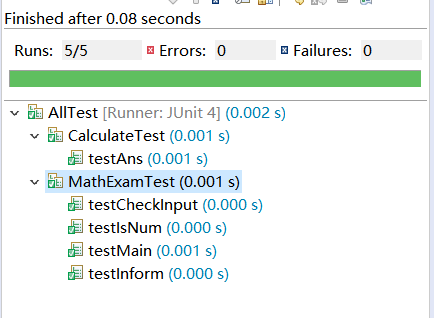 Finished after 0.08 seconds
Runs: 5/5 Errors: 0 Failures: 0
AllTest [Runner: JUnit 4] (0.002 s)
CalculateTest (0.001 s)
testAns (0.001 s)
MathExamTest (0.001 s)
testCheckInput (0.000 s)
testIsNum (0.000 s)
testMain (0.001 s)
testInform (0.000 s)